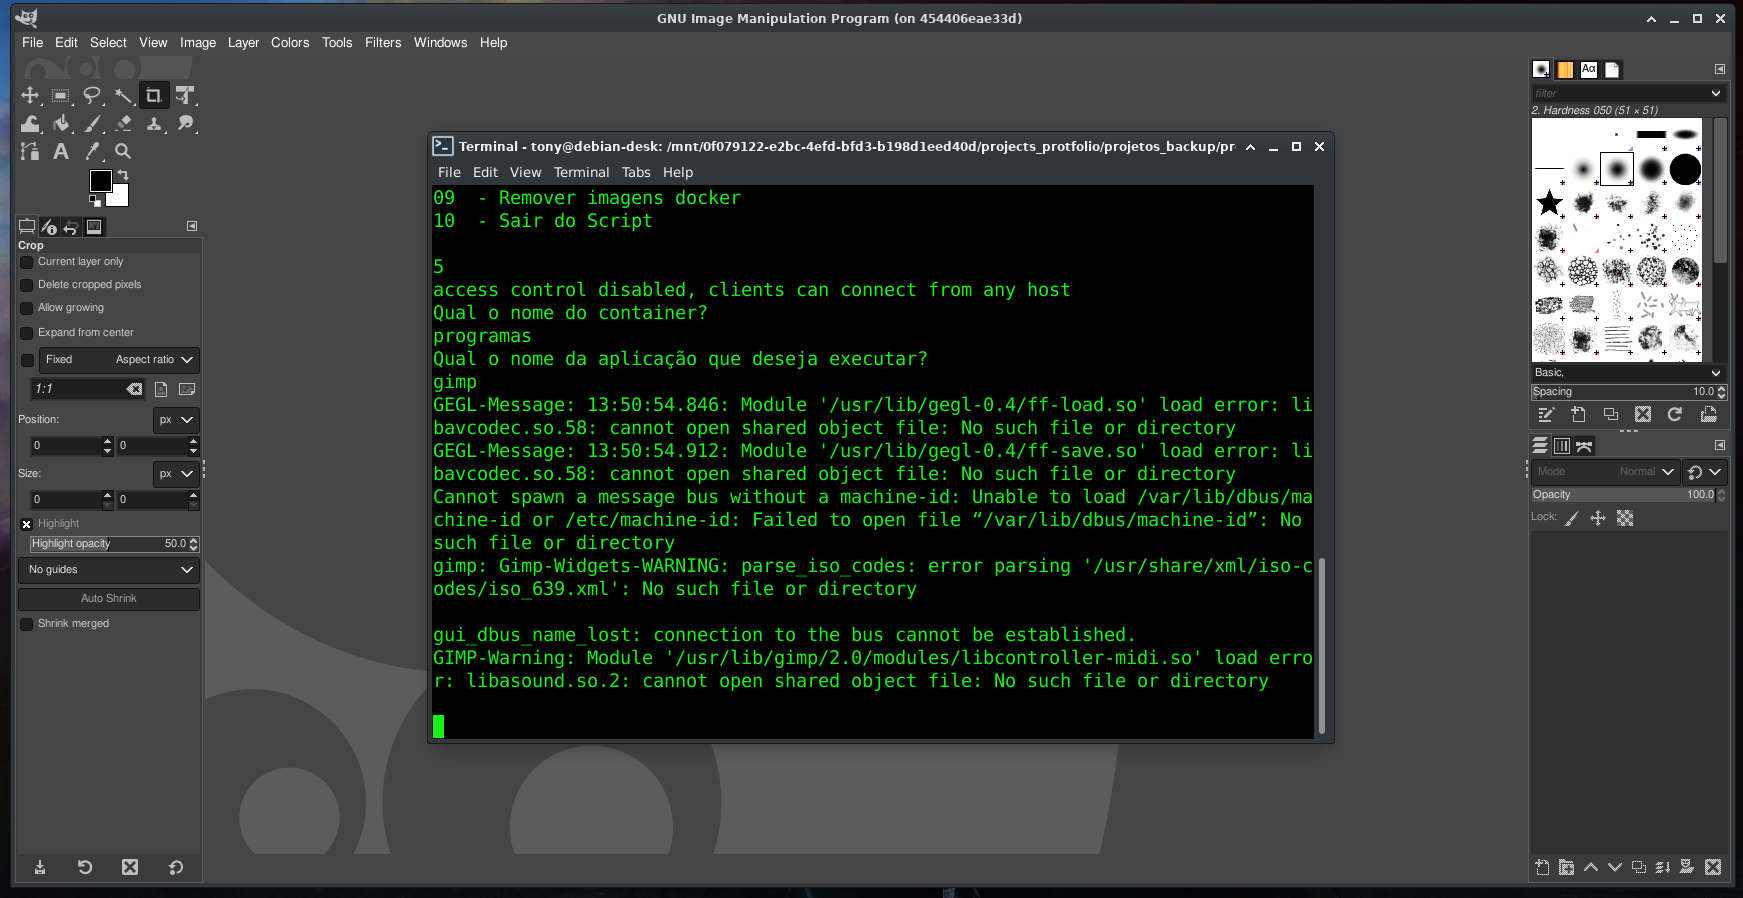 GNU Image Manipulation Program (on 454406eae33d)
File Edit Select View Image Layer Colors Tools Filters Windows Help
Crop
Current layer only
Delete cropped pixels
Allow growing
Expand from center
Fixed Aspect ratio
1:1
Position: px
0 0
Size: px
0 0
Highlight
Highlight opacity 50.0
No guides
Auto Shrink
Shrink merged
Terminal - tony@debian-desk: /mnt/0f079122-e2bc-4efd-bfd3-b198d1eed40d/projects_protfolio/projetos_backup/pr
File Edit View Terminal Tabs Help
09  - Remover imagens docker
10  - Sair do Script
5
access control disabled, clients can connect from any host
Qual o nome do container?
programas
Qual o nome da aplicação que deseja executar?
gimp
GEGL-Message: 13:50:54.846: Module '/usr/lib/gegl-0.4/ff-load.so' load error: li
bavcodec.so.58: cannot open shared object file: No such file or directory
GEGL-Message: 13:50:54.912: Module '/usr/lib/gegl-0.4/ff-save.so' load error: li
bavcodec.so.58: cannot open shared object file: No such file or directory
Cannot spawn a message bus without a machine-id: Unable to load /var/lib/dbus/ma
chine-id or /etc/machine-id: Failed to open file “/var/lib/dbus/machine-id”: No
such file or directory
gimp: Gimp-Widgets-WARNING: parse_iso_codes: error parsing '/usr/share/xml/iso-c
odes/iso_639.xml': No such file or directory
gui_dbus_name_lost: connection to the bus cannot be established.
GIMP-Warning: Module '/usr/lib/gimp/2.0/modules/libcontroller-midi.so' load erro
r: libasound.so.2: cannot open shared object file: No such file or directory
Aα
filter
2. Hardness 050 (51 × 51)
Basic,
Spacing 10.0
Mode Normal
Opacity 100.0
Lock: